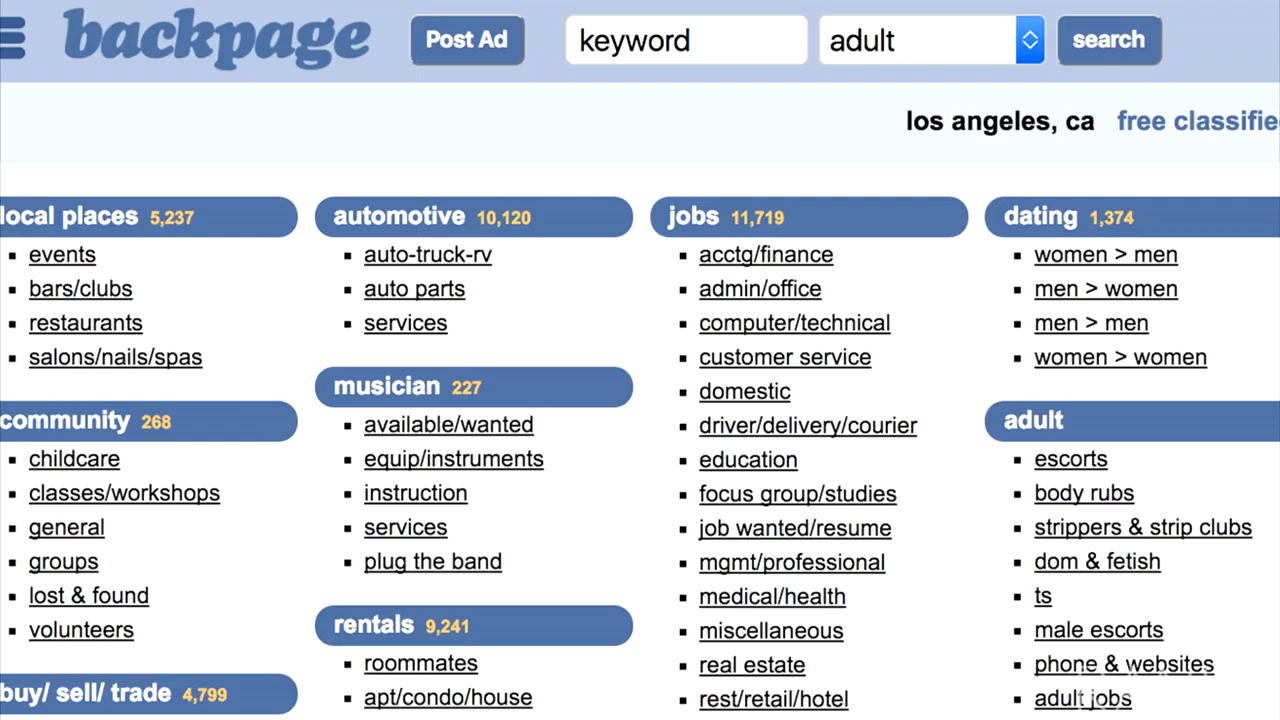 backpage
Post Ad
keyword
adult
search
los angeles, ca free classifie
local places 5,237
events
bars/clubs
restaurants
salons/nails/spas
community 268
childcare
classes/workshops
general
groups
lost & found
volunteers
buy/ sell/ trade 4,799
automotive 10,120
auto-truck-rv
auto parts
services
musician 227
available/wanted
equip/instruments
instruction
services
plug the band
rentals 9,241
roommates
apt/condo/house
jobs 11,719
acctg/finance
admin/office
computer/technical
customer service
domestic
driver/delivery/courier
education
focus group/studies
job wanted/resume
mgmt/professional
medical/health
miscellaneous
real estate
rest/retail/hotel
dating 1,374
women > men
men > women
men > men
women > women
adult
escorts
body rubs
strippers & strip clubs
dom & fetish
ts
male escorts
phone & websites
adult jobs